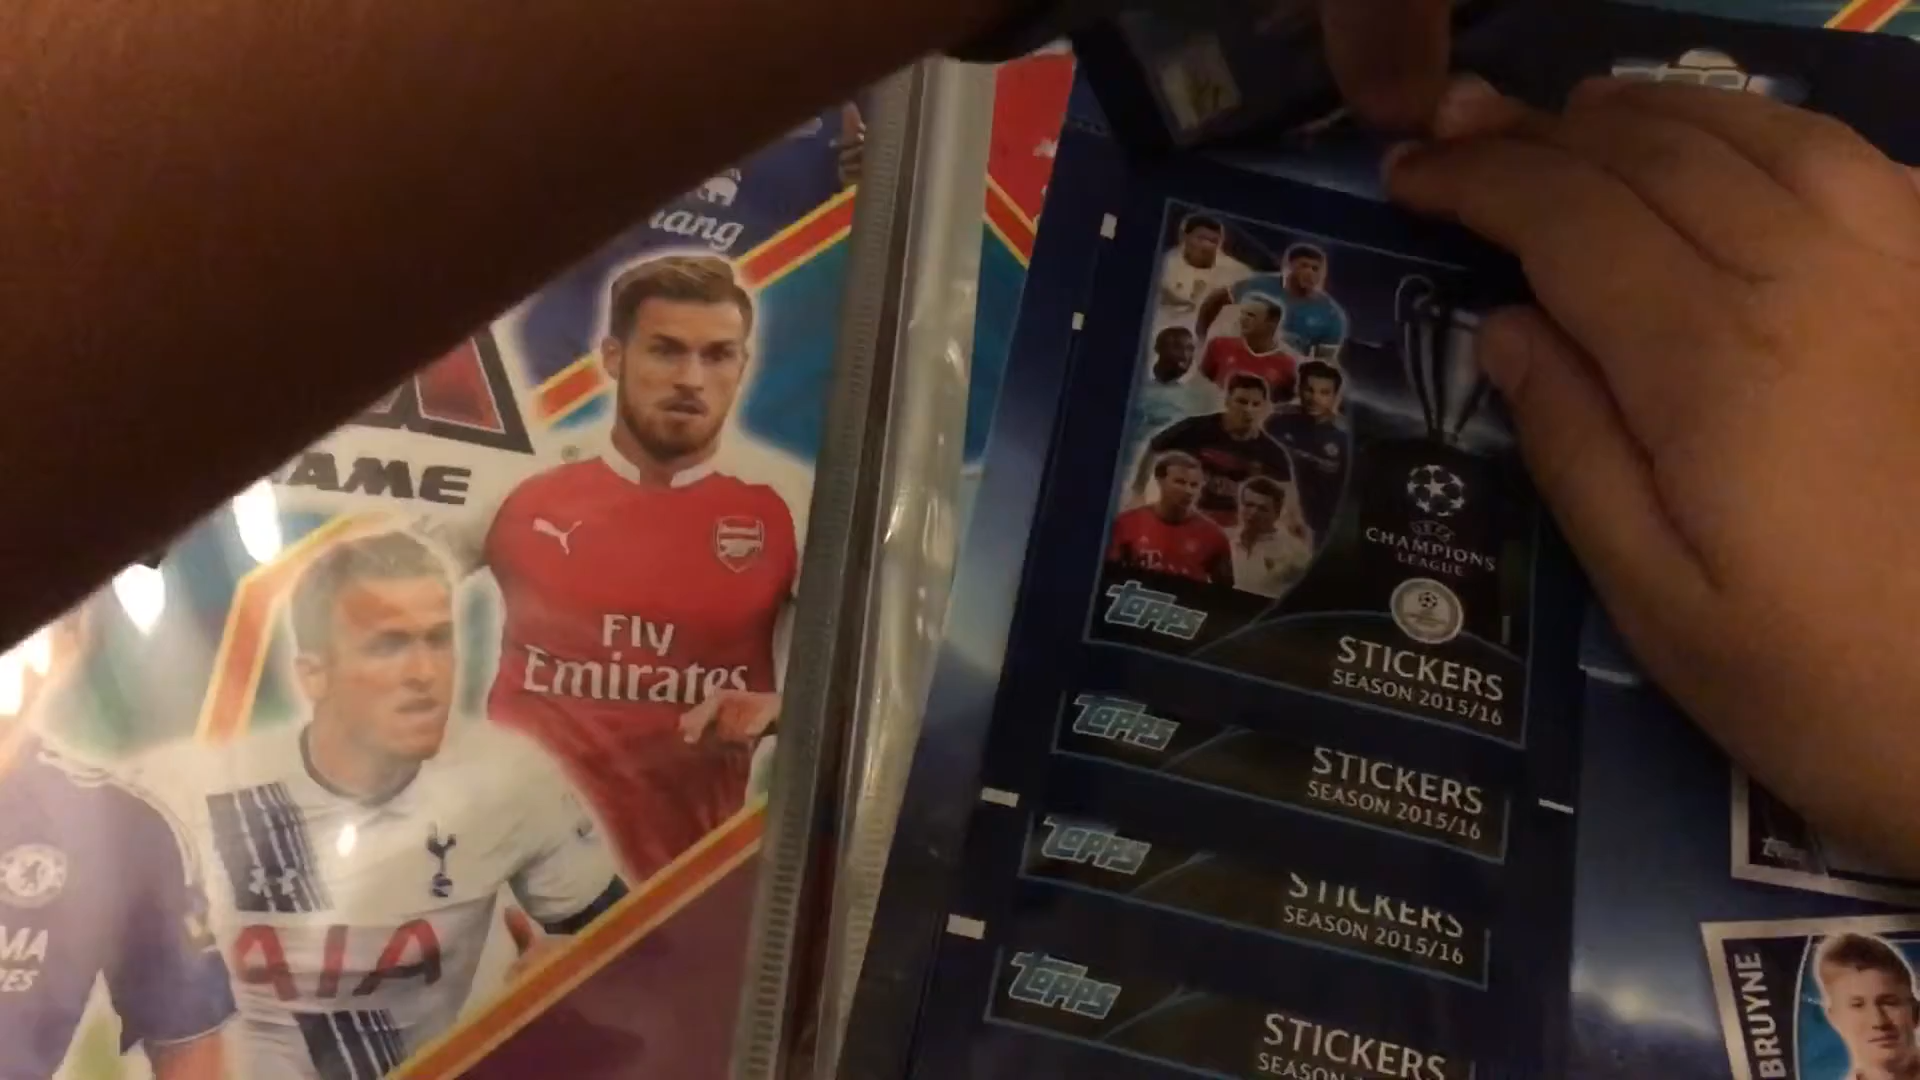 AME
Fly
Emirates
AIA
TOPPS
UEFA
CHAMPIONS
LEAGUE
STICKERS
SEASON 2015/16
TOPPS
STICKERS
SEASON 2015/16
TOPPS
STICKERS
SEASON 2015/16
TOPPS
STICKERS
BRUYNE